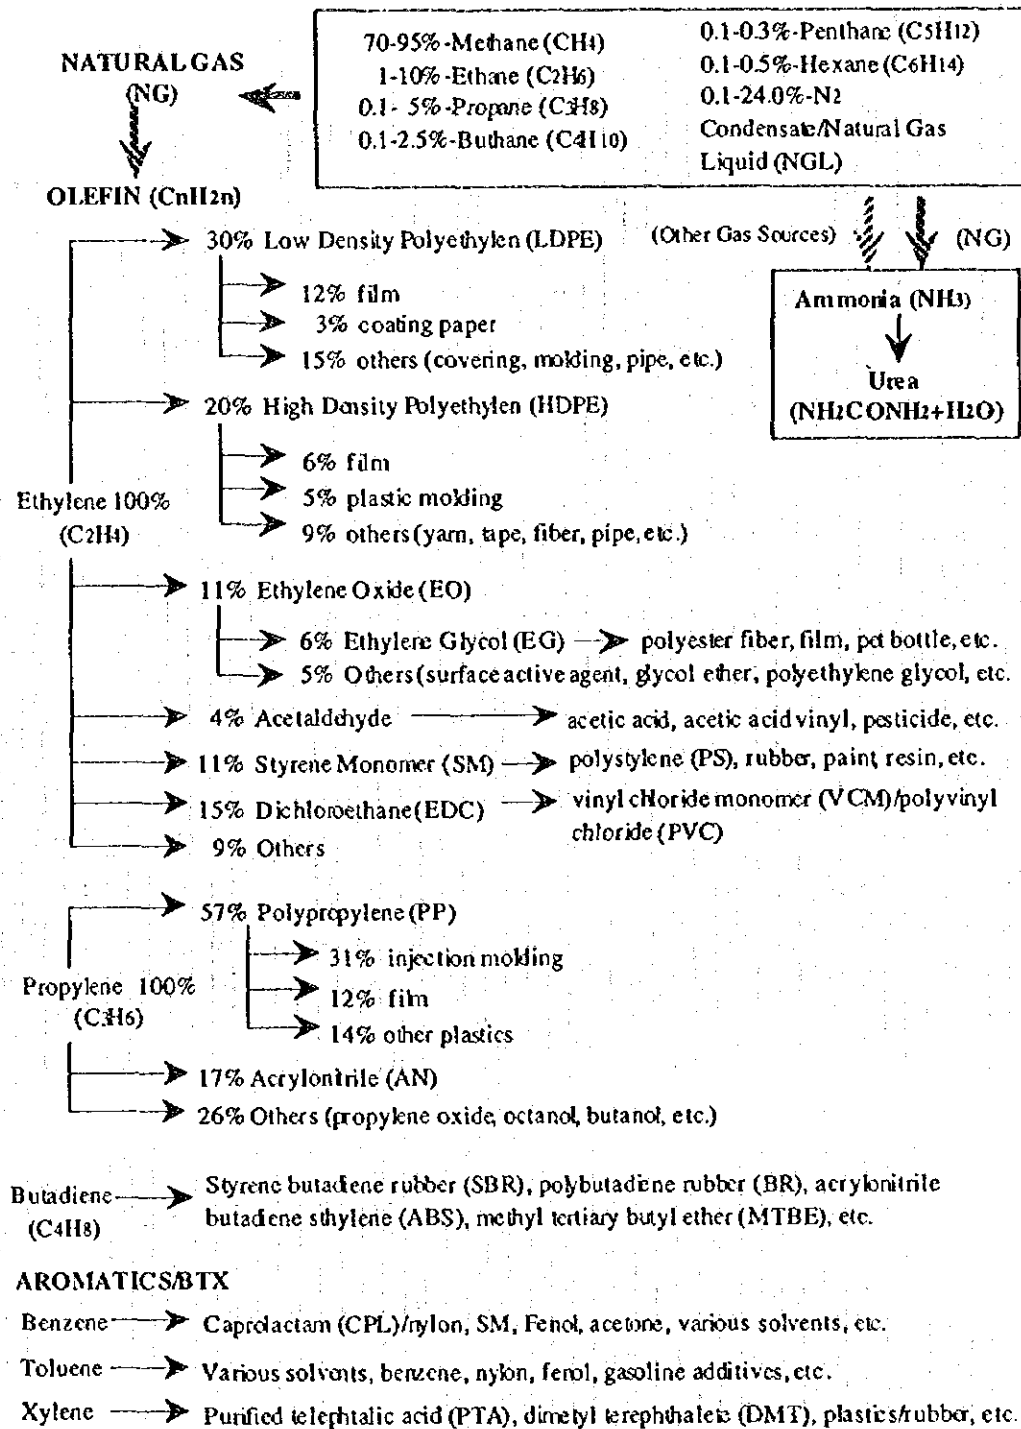 NATURAL GAS
(NG)
70-95%-Methane (CH4)
1-10%-Ethane (C2H6)
0.1- 5%-Propane (C3H8)
0.1-2.5%-Buthane (C4H10)
0.1-0.3%-Penthane (C5H12)
0.1-0.5%-Hexane (C6H14)
0.1-24.0%-N2
Condensate/Natural Gas
Liquid (NGL)
OLEFIN (CnH2n)
(Other Gas Sources)
(NG)
Ammonia (NH3)
Urea
(NH2CONH2+H2O)
30% Low Density Polyethylen (LDPE)
12% film
3% coating paper
15% others (covering, molding, pipe, etc.)
20% High Density Polyethylen (HDPE)
6% film
5% plastic molding
9% others (yarn, tape, fiber, pipe, etc.)
Ethylene 100%
(C2H4)
11% Ethylene Oxide (EO)
6% Ethylene Glycol (EG)
polyester fiber, film, pet bottle, etc.
5% Others (surface active agent, glycol ether, polyethylene glycol, etc.
4% Acetaldehyde
acetic acid, acetic acid vinyl, pesticide, etc.
11% Styrene Monomer (SM)
polystylene (PS), rubber, paint, resin, etc.
15% Dichloroethane (EDC)
vinyl chloride monomer (VCM)/polyvinyl
chloride (PVC)
9% Others
57% Polypropylene (PP)
31% injection molding
12% film
14% other plastics
Propylene 100%
(C3H6)
17% Acrylontrile (AN)
26% Others (propylene oxide, octanol, butanol, etc.)
Butadiene
(C4H8)
Styrene butadiene rubber (SBR), polybutadiene rubber (BR), acrylonitrile
butadiene sthylene (ABS), methyl tertiary butyl ether (MTBE), etc.
AROMATICS/BTX
Benzene
Caprolactam (CPL)/nylon, SM, Fenol, acetone, various solvents, etc.
Toluene
Various solvents, benzene, nylon, fenol, gasoline additives, etc.
Xylene
Purified telephtalic acid (PTA), dimetyl terephthalete (DMT), plastics/rubber, etc.